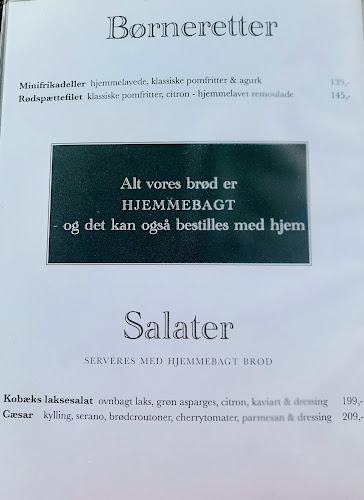 Børneretter
Minifrikadeller hjemmelavede, klassiske pomfritter & agurk 139,-
Rødspættefilet klassiske pomfritter, citron - hjemmelavet remoulade 145,-
Alt vores brød er
HJEMMEBAGT
- og det kan også bestilles med hjem
Salater
SERVERES MED HJEMMEBAGT BRØD
Kobæks laksesalat ovnbagt laks, grøn asparges, citron, kaviart & dressing 199,-
Cæsar kylling, serano, brødcroutoner, cherrytomater, parmesan & dressing 209,-